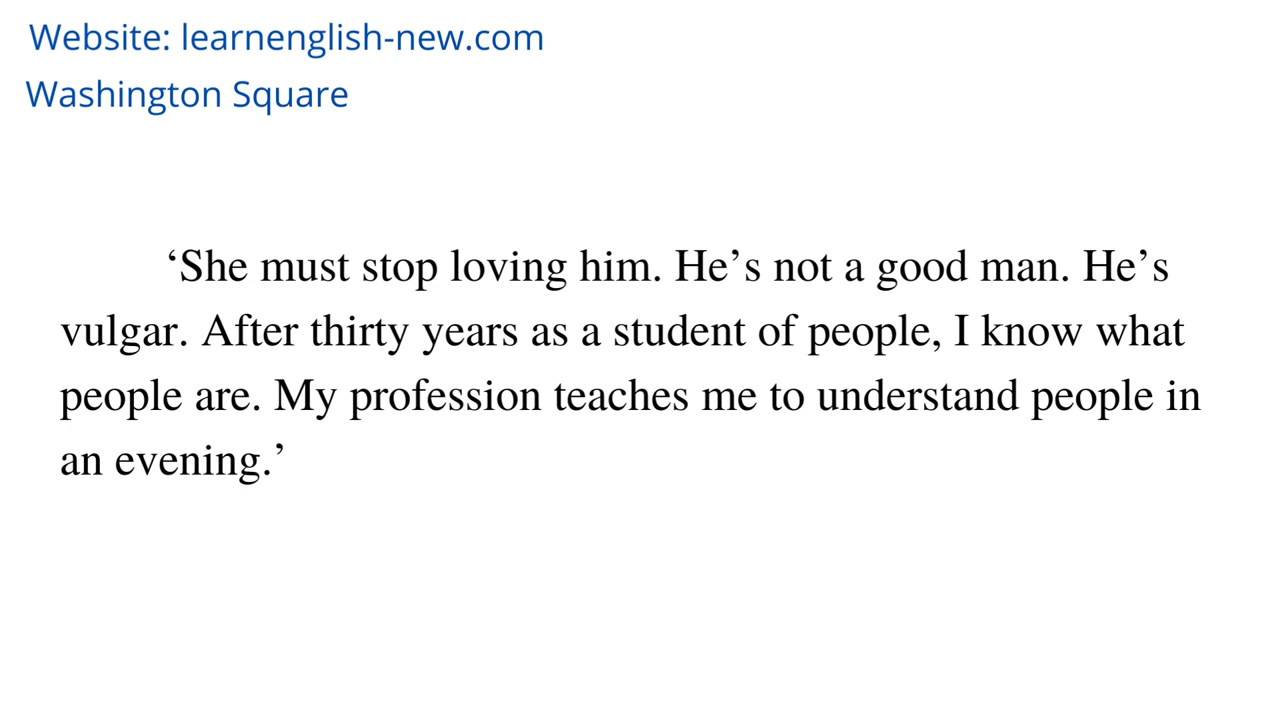 Website: learnenglish-new.com
Washington Square
‘She must stop loving him. He’s not a good man. He’s
vulgar. After thirty years as a student of people, I know what
people are. My profession teaches me to understand people in
an evening.’